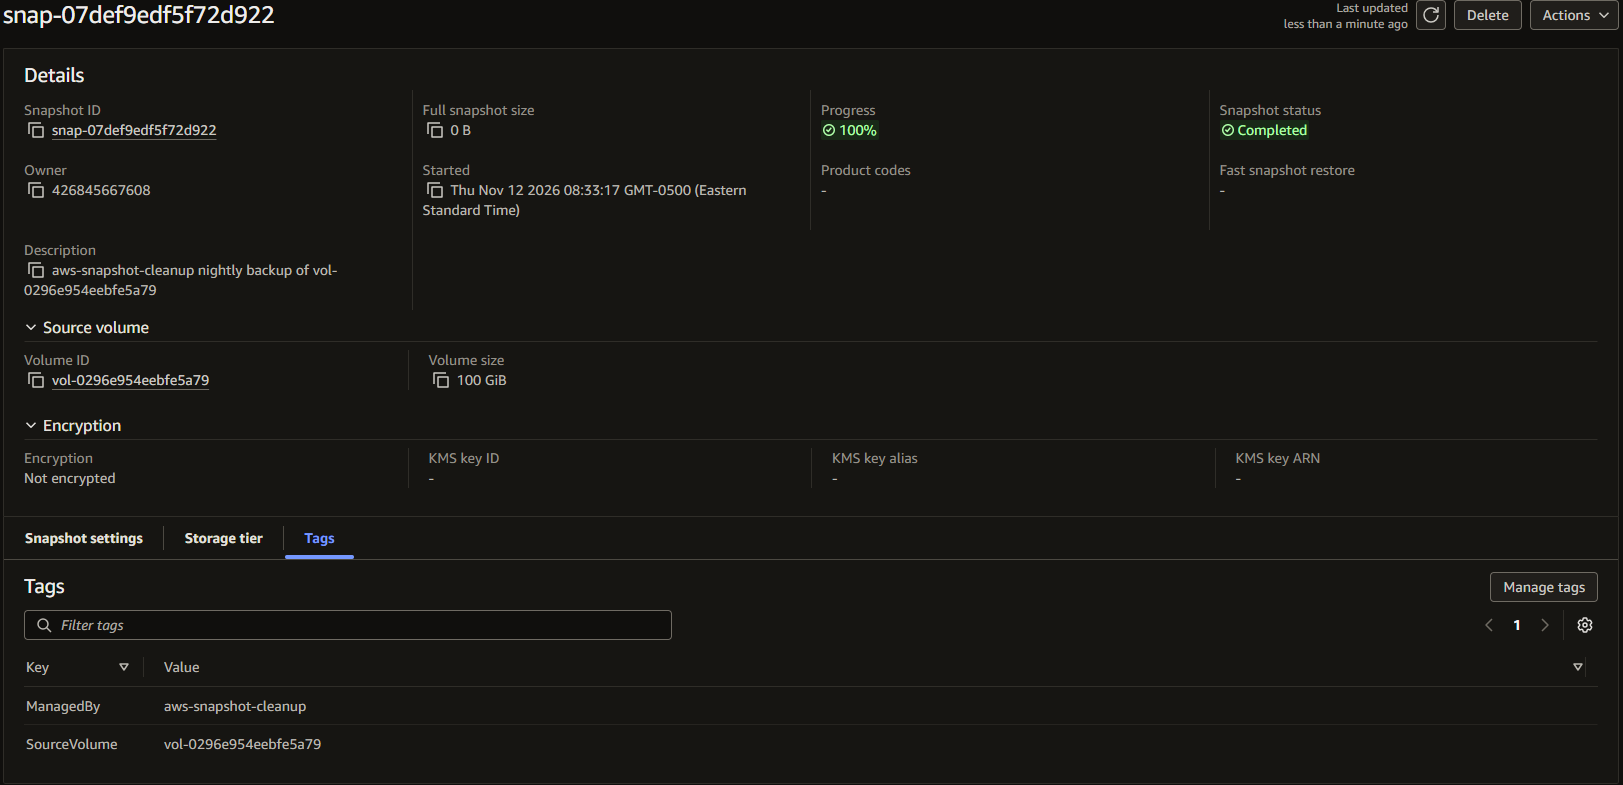 snap-07def9edf5f72d922
Last updated
less than a minute ago
Delete
Actions
Details
Snapshot ID
snap-07def9edf5f72d922
Full snapshot size
0 B
Progress
100%
Snapshot status
Completed
Owner
426845667608
Started
Thu Nov 12 2026 08:33:17 GMT-0500 (Eastern
Standard Time)
Product codes
-
Fast snapshot restore
-
Description
aws-snapshot-cleanup nightly backup of vol-
0296e954eebfe5a79
Source volume
Volume ID
vol-0296e954eebfe5a79
Volume size
100 GiB
Encryption
Encryption
Not encrypted
KMS key ID
-
KMS key alias
-
KMS key ARN
-
Snapshot settings
Storage tier
Tags
Tags
Manage tags
Filter tags
1
Key
Value
ManagedBy
aws-snapshot-cleanup
SourceVolume
vol-0296e954eebfe5a79